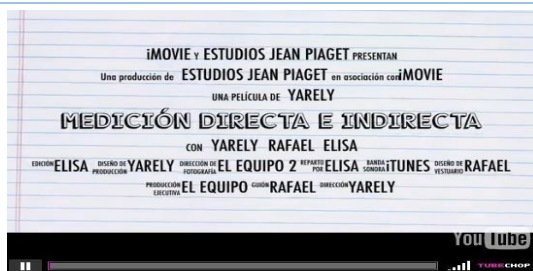 iMOVIE Y ESTUDIOS JEAN PIAGET PRESENTAN
Una producción de ESTUDIOS JEAN PIAGET en asociación con iMOVIE
UNA PELÍCULA DE YARELY
MEDICIÓN DIRECTA E INDIRECTA
CON YARELY RAFAEL ELISA
EDICIÓN ELISA DISEÑO DE PRODUCCIÓN YARELY DIRECCIÓN DE FOTOGRAFÍA EL EQUIPO 2 REPARTO POR ELISA BANDA SONORA iTUNES DISEÑO DE VESTUARIO RAFAEL
PRODUCCIÓN EJECUTIVA EL EQUIPO GUIÓN RAFAEL DIRECCIÓN YARELY
YouTube
TUBECHOP